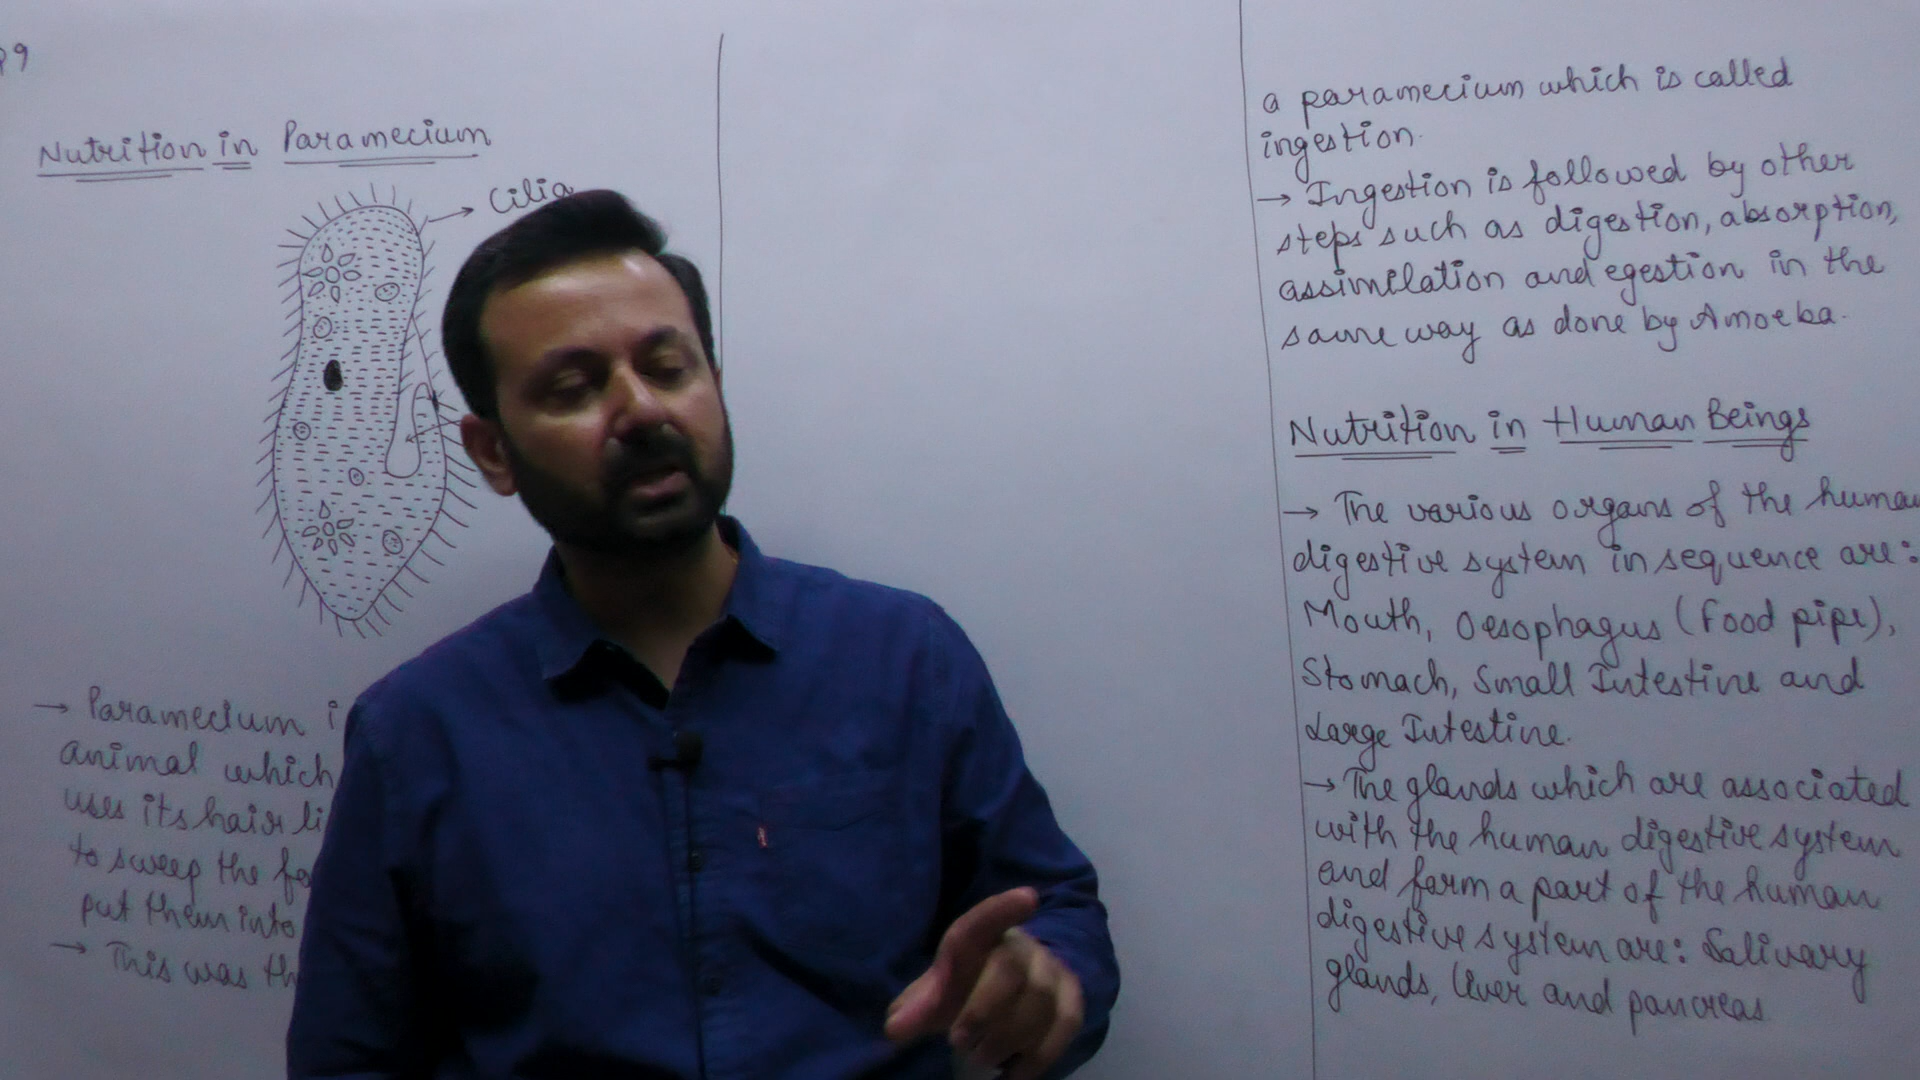 Nutrition in Paramecium
Cilia
→ Paramecium
animal which
uses its hair
to sweep the
put them into
→ This was
a paramecium which is called
ingestion.
→ Ingestion is followed by other
steps such as digestion, absorption,
assimilation and egestion in the
same way as done by Amoeba.
Nutrition in Human Beings
→ The various organs of the human
digestive system in sequence are:
Mouth, Oesophagus (Food pipe),
Stomach, Small Intestine and
Large Intestine.
→ The glands which are associated
with the human digestive system
and form a part of the human
digestive system are: Salivary
glands, liver and pancreas